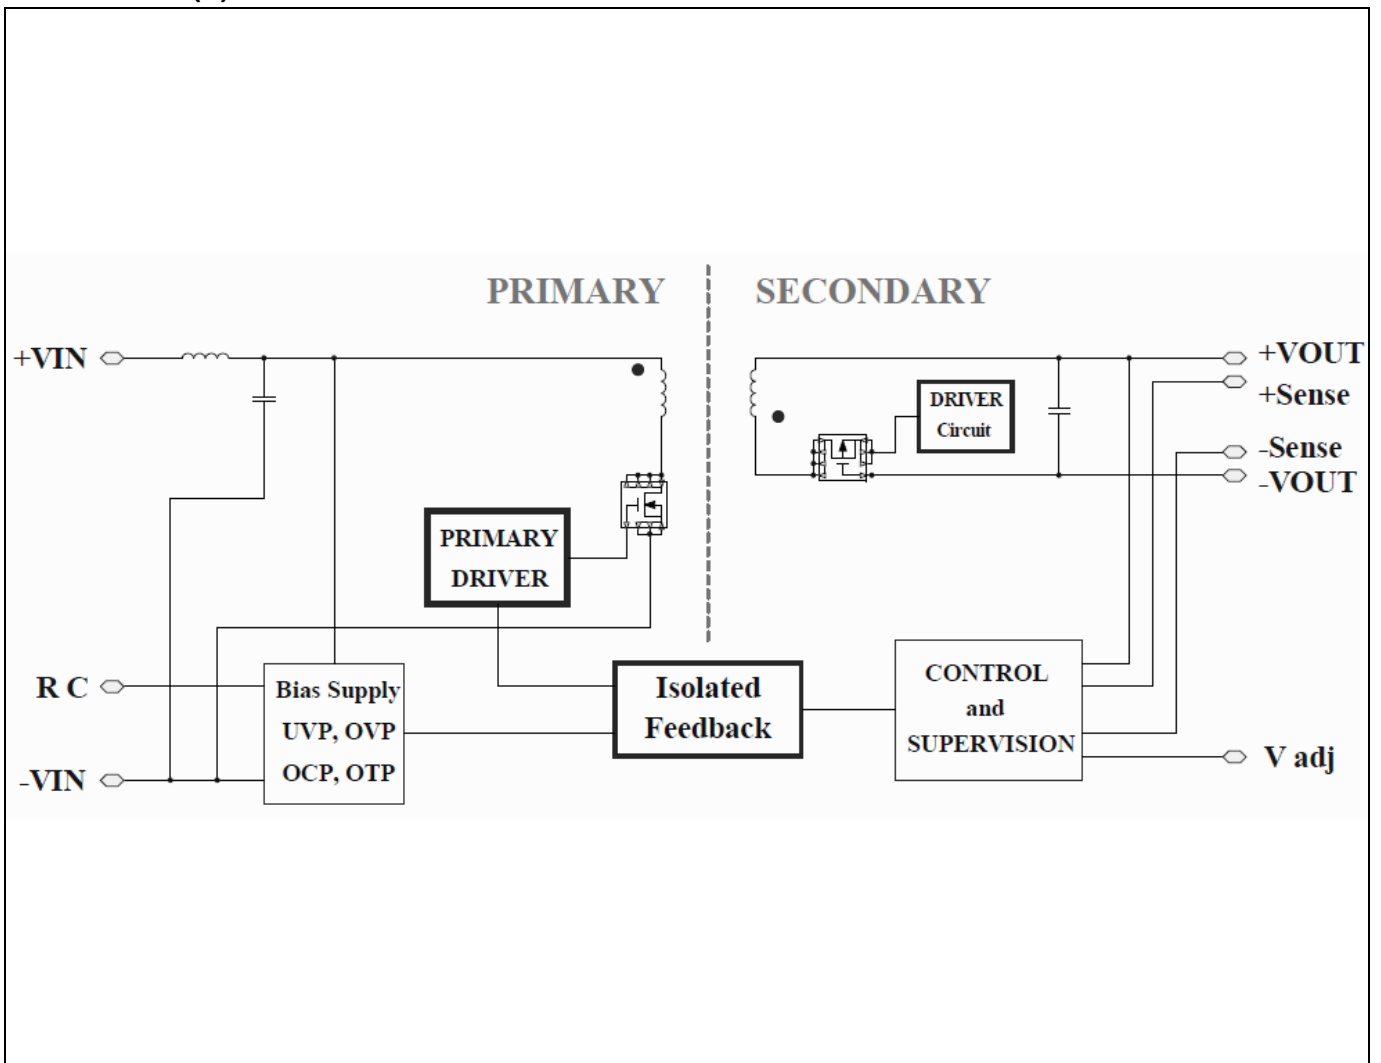 PRIMARY
SECONDARY
+VIN
+VOUT
+Sense
DRIVER
Circuit
-Sense
-VOUT
PRIMARY
DRIVER
R C
Bias Supply
UVP, OVP
OCP, OTP
-VIN
Isolated
Feedback
CONTROL
and
SUPERVISION
V adj